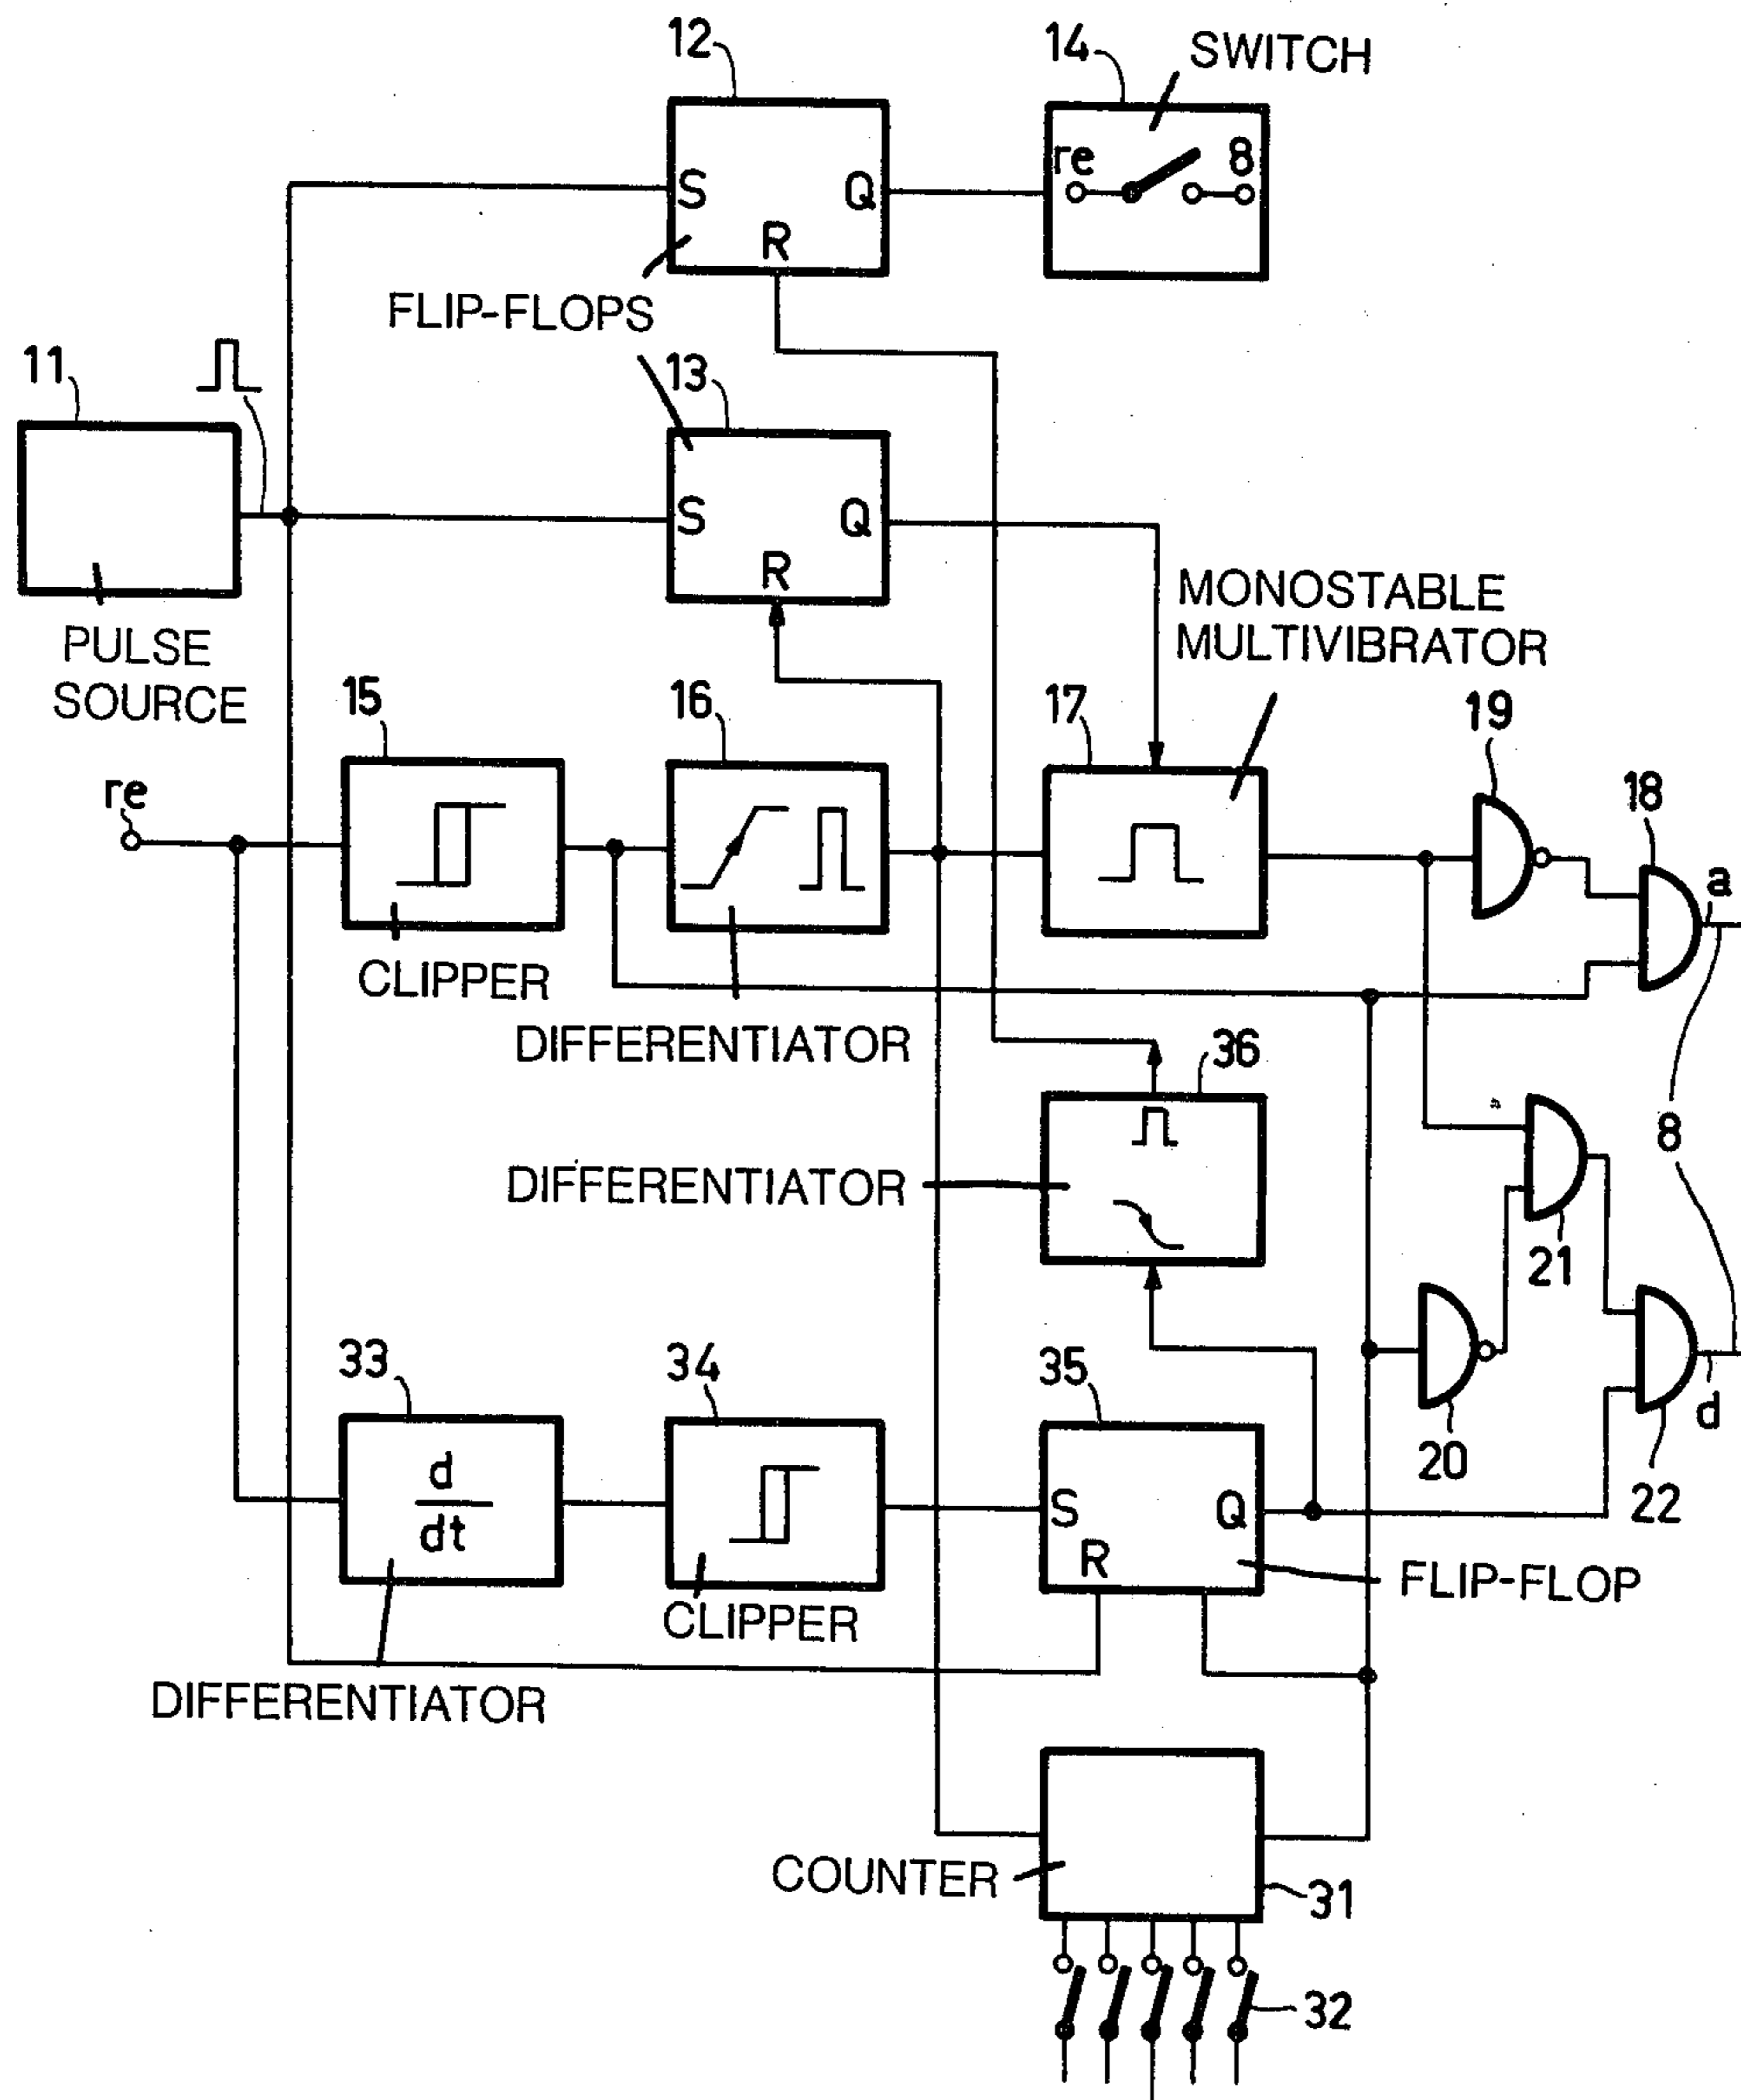 12
14
SWITCH
re
8
S
Q
R
FLIP-FLOPS
11
13
S
Q
R
PULSE
SOURCE
MONOSTABLE
MULTIVIBRATOR
15
16
17
19
re
18
a
CLIPPER
DIFFERENTIATOR
36
8
DIFFERENTIATOR
21
33
34
35
20
d
22
d
dt
S
Q
R
FLIP-FLOP
CLIPPER
DIFFERENTIATOR
COUNTER
31
32